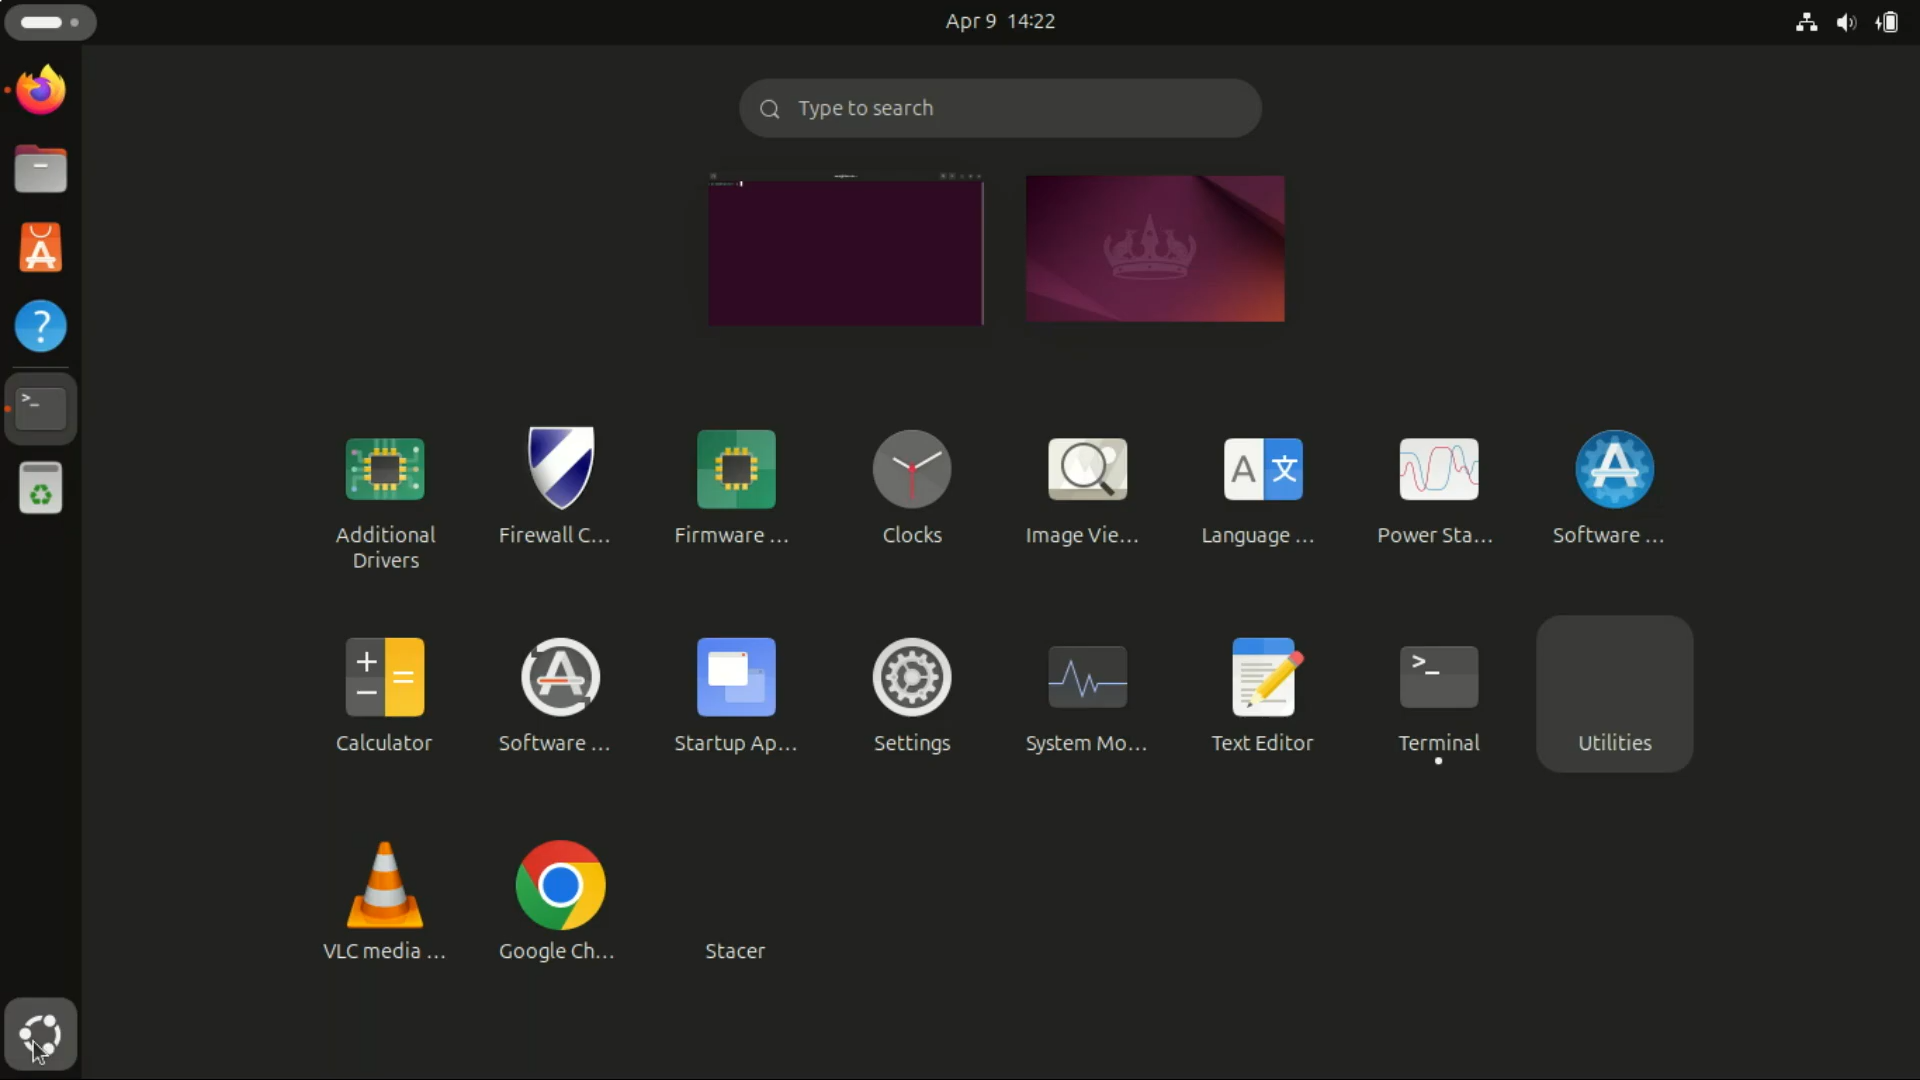 Apr 9 14:22
Type to search
Additional
Drivers
Firewall C...
Firmware ...
Clocks
Image Vie...
Language ...
Power Sta...
Software ...
Calculator
Software ...
Startup Ap...
Settings
System Mo...
Text Editor
Terminal
Utilities
VLC media ...
Google Ch...
Stacer